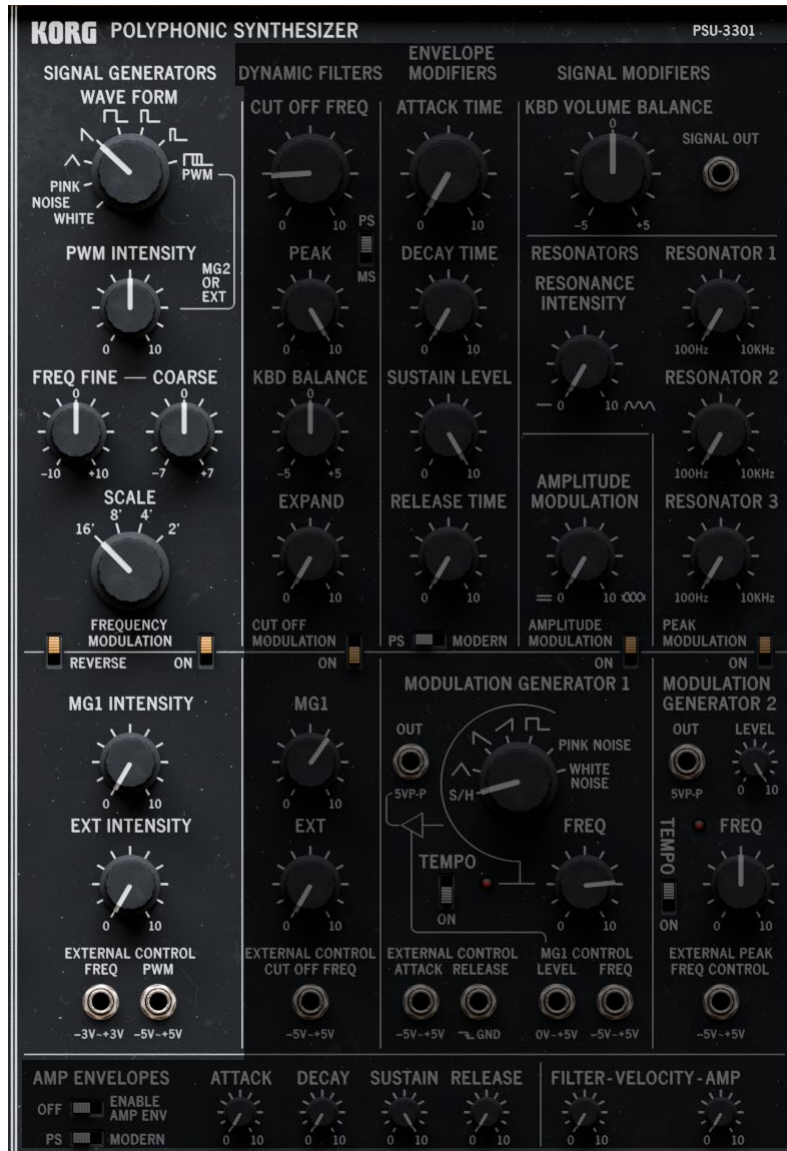 KORG POLYPHONIC SYNTHESIZER
PSU-3301
SIGNAL GENERATORS
WAVE FORM
PWM
PINK
NOISE
WHITE
PWM INTENSITY
MG2
OR
EXT
0 10
FREQ FINE — COARSE
0 0
-10 +10 -7 +7
SCALE
16' 8' 4' 2'
FREQUENCY
MODULATION
REVERSE ON
MG1 INTENSITY
0 10
EXT INTENSITY
0 10
EXTERNAL CONTROL
FREQ PWM
-3V~+3V -5V~+5V
DYNAMIC FILTERS
CUT OFF FREQ
0 10
PS
MS
PEAK
0 10
KBD BALANCE
0
-5 +5
EXPAND
0 10
CUT OFF
MODULATION
ON
MG1
0 10
EXT
0 10
EXTERNAL CONTROL
CUT OFF FREQ
-5V~+5V
ENVELOPE
MODIFIERS
ATTACK TIME
0 10
DECAY TIME
0 10
SUSTAIN LEVEL
0 10
RELEASE TIME
0 10
PS MODERN
SIGNAL MODIFIERS
KBD VOLUME BALANCE
0
-5 +5
SIGNAL OUT
RESONATORS
RESONANCE
INTENSITY
0 10
AMPLITUDE
MODULATION
0 10
AMPLITUDE
MODULATION
ON
RESONATOR 1
100Hz 10KHz
RESONATOR 2
100Hz 10KHz
RESONATOR 3
100Hz 10KHz
PEAK
MODULATION
ON
MODULATION GENERATOR 1
OUT
5VP-P
S/H
PINK NOISE
WHITE
NOISE
FREQ
0 10
TEMPO
ON
EXTERNAL CONTROL
ATTACK RELEASE
-5V~+5V GND
MG1 CONTROL
LEVEL FREQ
0V~+5V -5V~+5V
MODULATION
GENERATOR 2
OUT
5VP-P
LEVEL
0 10
TEMPO
ON
FREQ
0 10
EXTERNAL PEAK
FREQ CONTROL
-5V~+5V
AMP ENVELOPES
OFF ENABLE
AMP ENV
PS MODERN
ATTACK DECAY SUSTAIN RELEASE
0 10 0 10 0 10 0 10
FILTER-VELOCITY-AMP
0 10 0 10